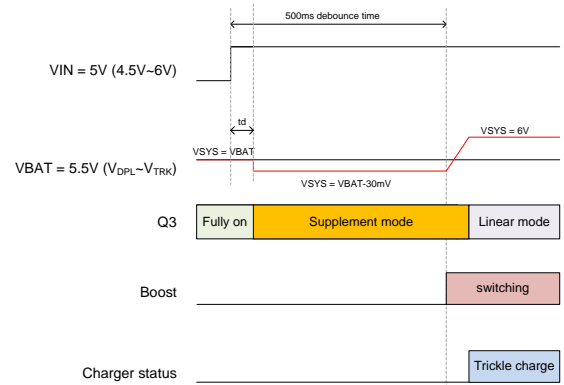 500ms debounce time
VIN = 5V (4.5V~6V)
td
VSYS = VBAT
VSYS = 6V
VBAT = 5.5V (VDPL~VTRK)
VSYS = VBAT-30mV
Q3
Fully on
Supplement mode
Linear mode
Boost
switching
Charger status
Trickle charge